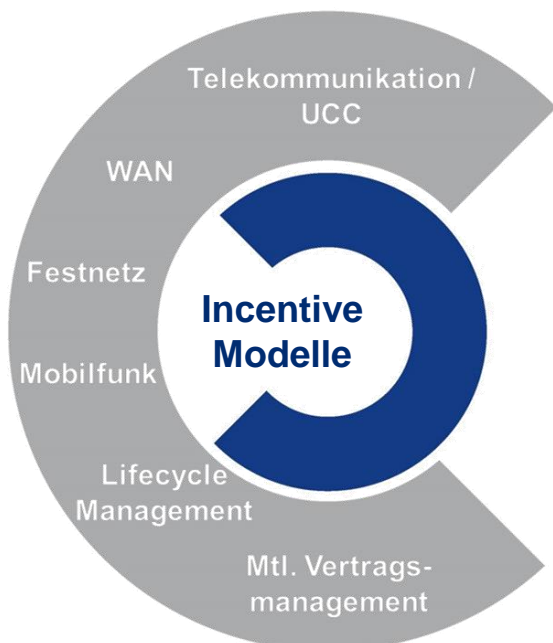 Telekommunikation /
UCC
WAN
Festnetz
Incentive
Modelle
Mobilfunk
Lifecycle
Management
Mtl. Vertrags-
management